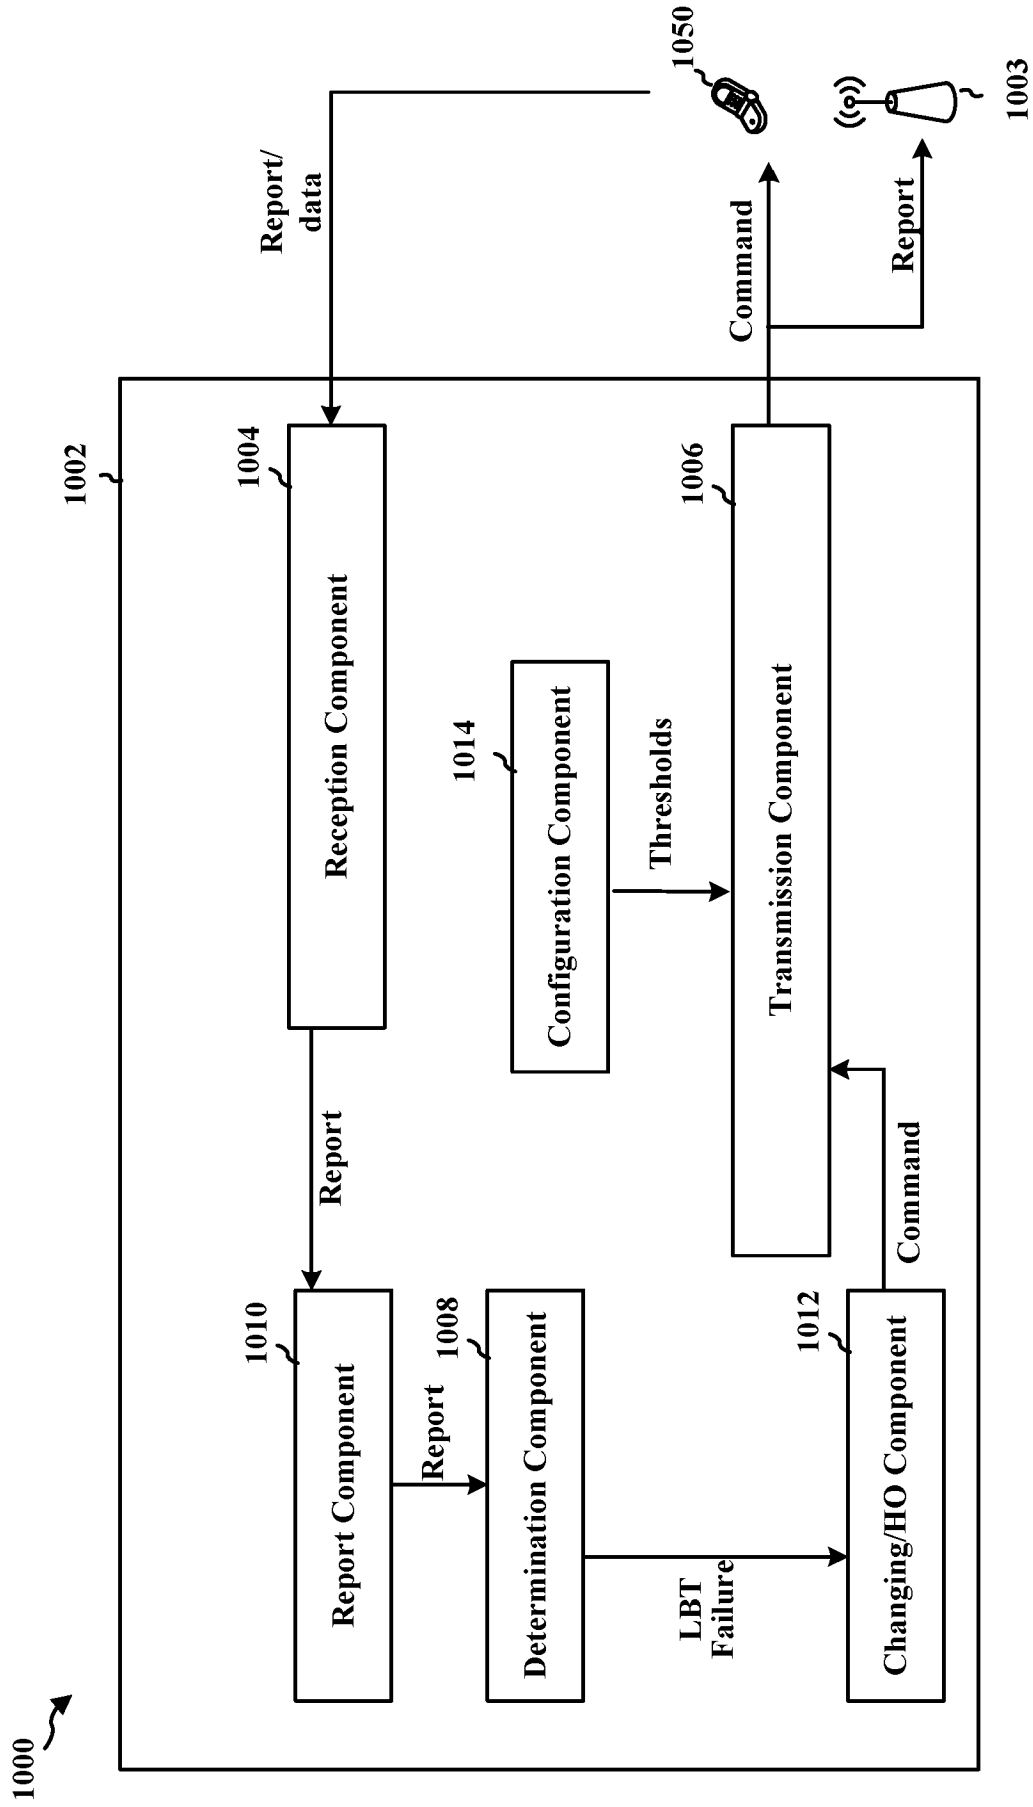 1000
1002
Report Component
1010
Report
Reception Component
1004
Report/
data
Report
Determination Component
1008
Configuration Component
1014
Thresholds
LBT
Failure
Transmission Component
1006
Command
1050
Changing/HO Component
1012
Command
Report
1003